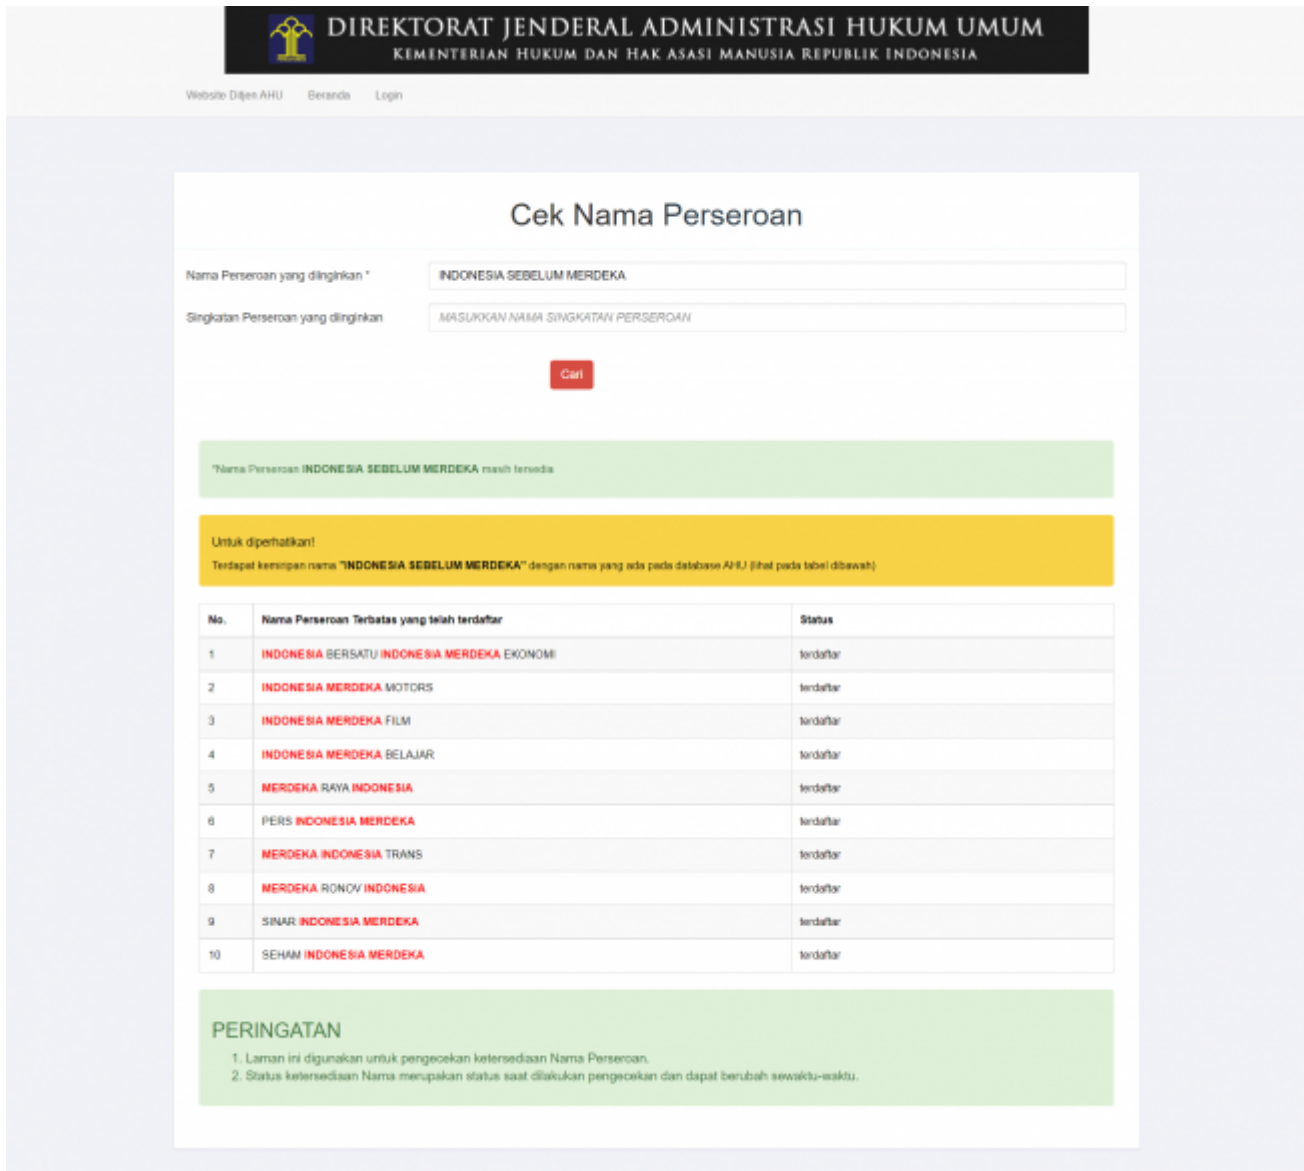 DIREKTORAT JENDERAL ADMINISTRASI HUKUM UMUM
KEMENTERIAN HUKUM DAN HAK ASASI MANUSIA REPUBLIK INDONESIA
Website Ditjen AHU Beranda Login
Cek Nama Perseroan
Nama Perseroan yang diinginkan * INDONESIA SEBELUM MERDEKA
Singkatan Perseroan yang diinginkan MASUKKAN NAMA SINGKATAN PERSEROAN
Cari
*Nama Perseroan INDONESIA SEBELUM MERDEKA masih tersedia
Untuk diperhatikan!
Terdapat kemiripan nama "INDONESIA SEBELUM MERDEKA" dengan nama yang ada pada database AHU (lihat pada tabel dibawah)
No. Nama Perseroan Terbatas yang telah terdaftar Status
1 INDONESIA BERSATU INDONESIA MERDEKA EKONOMI terdaftar
2 INDONESIA MERDEKA MOTORS terdaftar
3 INDONESIA MERDEKA FILM terdaftar
4 INDONESIA MERDEKA BELAJAR terdaftar
5 MERDEKA RAYA INDONESIA terdaftar
6 PERS INDONESIA MERDEKA terdaftar
7 MERDEKA INDONESIA TRANS terdaftar
8 MERDEKA RONOV INDONESIA terdaftar
9 SINAR INDONESIA MERDEKA terdaftar
10 SEHAM INDONESIA MERDEKA terdaftar
PERINGATAN
1. Laman ini digunakan untuk pengecekan ketersediaan Nama Perseroan.
2. Status ketersediaan Nama merupakan status saat dilakukan pengecekan dan dapat berubah sewaktu-waktu.